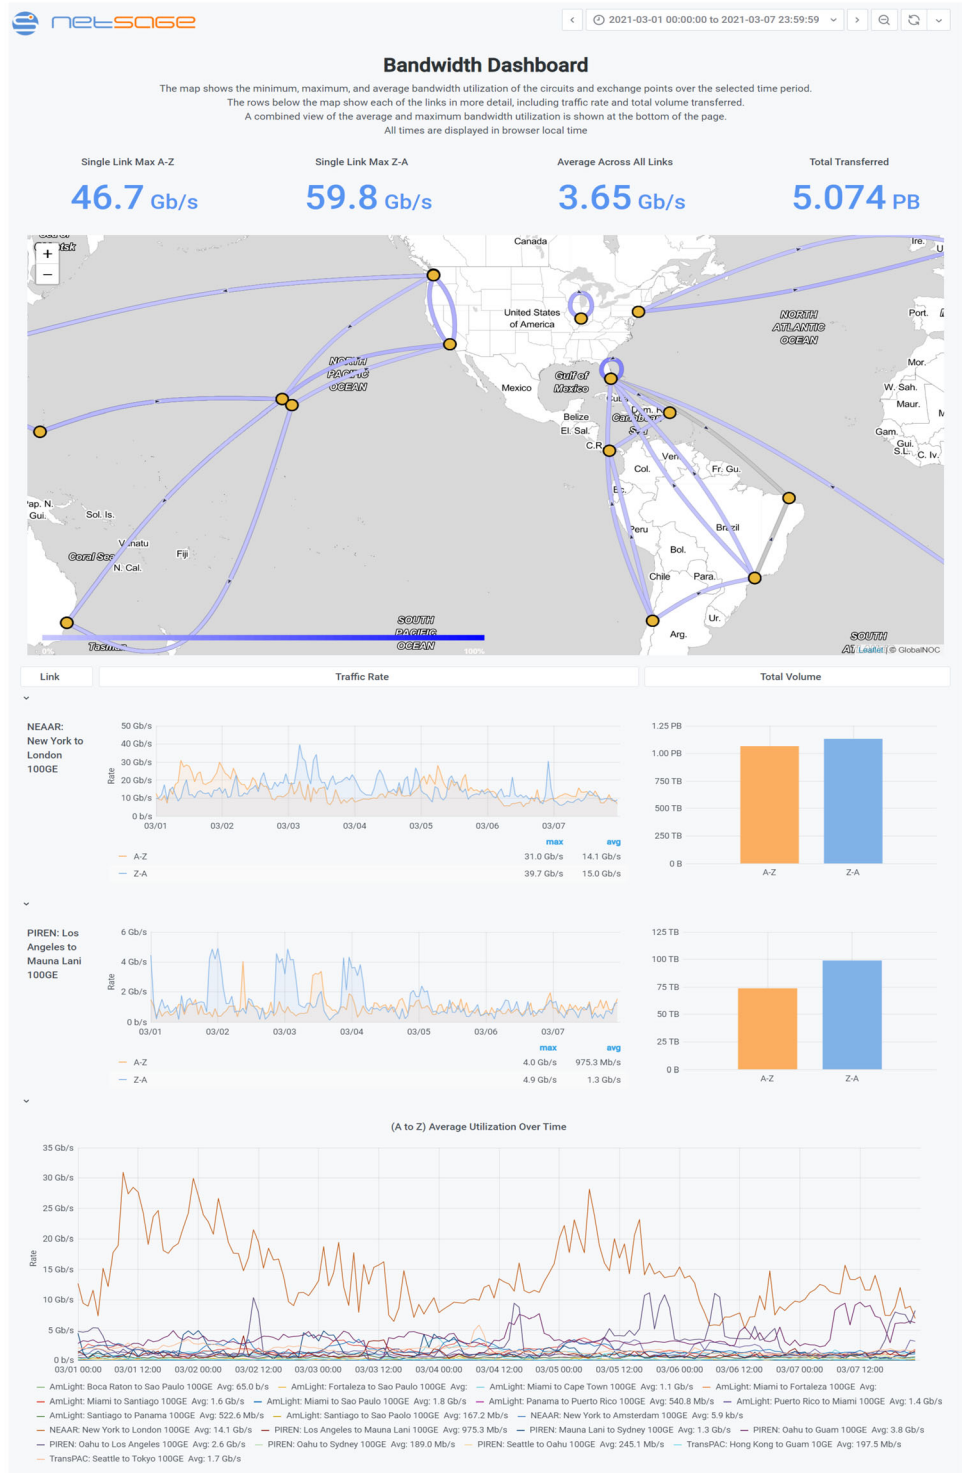 netsage
2021-03-01 00:00:00 to 2021-03-07 23:59:59
Bandwidth Dashboard
The map shows the minimum, maximum, and average bandwidth utilization of the circuits and exchange points over the selected time period.
The rows below the map show each of the links in more detail, including traffic rate and total volume transferred.
A combined view of the average and maximum bandwidth utilization is shown at the bottom of the page.
All times are displayed in browser local time
Single Link Max A-Z
Single Link Max Z-A
Average Across All Links
Total Transferred
46.7 Gb/s
59.8 Gb/s
3.65 Gb/s
5.074 PB
+
−
Canada
Ire.
United States
of America
NORTH
ATLANTIC
OCEAN
Port.
NORTH
PACIFIC
OCEAN
Mexico
Gulf of
Mexico
Mor.
W. Sah.
Maur.
Belize
El. Sal.
C.R.
Dom. R
Ven
Col.
Fr. Gu.
Gam.
Gui.
S.L.
C. Iv.
Gui.
Sol. Is.
Peru
Brazil
Coral Sea
Fiji
N. Cal.
Bol.
Chile
Para.
Ur.
Arg.
SOUTH
PACIFIC
OCEAN
SOUTH
0%
100%
Leaflet | © GlobalNOC
Link
Traffic Rate
Total Volume
NEAAR:
New York to
London
100GE
50 Gb/s
40 Gb/s
30 Gb/s
20 Gb/s
10 Gb/s
0 b/s
Rate
03/01 03/02 03/03 03/04 03/05 03/06 03/07
max avg
A-Z 31.0 Gb/s 14.1 Gb/s
Z-A 39.7 Gb/s 15.0 Gb/s
1.25 PB
1.00 PB
750 TB
500 TB
250 TB
0 B
A-Z Z-A
PIREN: Los
Angeles to
Mauna Lani
100GE
6 Gb/s
4 Gb/s
2 Gb/s
0 b/s
Rate
03/01 03/02 03/03 03/04 03/05 03/06 03/07
max avg
A-Z 4.0 Gb/s 975.3 Mb/s
Z-A 4.9 Gb/s 1.3 Gb/s
125 TB
100 TB
75 TB
50 TB
25 TB
0 B
A-Z Z-A
(A to Z) Average Utilization Over Time
35 Gb/s
30 Gb/s
25 Gb/s
20 Gb/s
15 Gb/s
10 Gb/s
5 Gb/s
0 b/s
Rate
03/01 00:00 03/01 12:00 03/02 00:00 03/02 12:00 03/03 00:00 03/03 12:00 03/04 00:00 03/04 12:00 03/05 00:00 03/05 12:00 03/06 00:00 03/06 12:00 03/07 00:00 03/07 12:00
AmLight: Boca Raton to Sao Paulo 100GE Avg: 65.0 b/s AmLight: Fortaleza to Sao Paulo 100GE Avg: AmLight: Miami to Cape Town 100GE Avg: 1.1 Gb/s AmLight: Miami to Fortaleza 100GE Avg:
AmLight: Miami to Santiago 100GE Avg: 1.6 Gb/s AmLight: Miami to Sao Paulo 100GE Avg: 1.8 Gb/s AmLight: Panama to Puerto Rico 100GE Avg: 540.8 Mb/s AmLight: Puerto Rico to Miami 100GE Avg: 1.4 Gb/s
AmLight: Santiago to Panama 100GE Avg: 522.6 Mb/s AmLight: Santiago to Sao Paolo 100GE Avg: 167.2 Mb/s NEAAR: New York to Amsterdam 100GE Avg: 5.9 kb/s
NEAAR: New York to London 100GE Avg: 14.1 Gb/s PIREN: Los Angeles to Mauna Lani 100GE Avg: 975.3 Mb/s PIREN: Mauna Lani to Sydney 100GE Avg: 1.3 Gb/s PIREN: Oahu to Guam 100GE Avg: 3.8 Gb/s
PIREN: Oahu to Los Angeles 100GE Avg: 2.6 Gb/s PIREN: Oahu to Sydney 100GE Avg: 189.0 Mb/s PIREN: Seattle to Oahu 100GE Avg: 245.1 Mb/s TransPAC: Hong Kong to Guam 10GE Avg: 197.5 Mb/s
TransPAC: Seattle to Tokyo 100GE Avg: 1.7 Gb/s